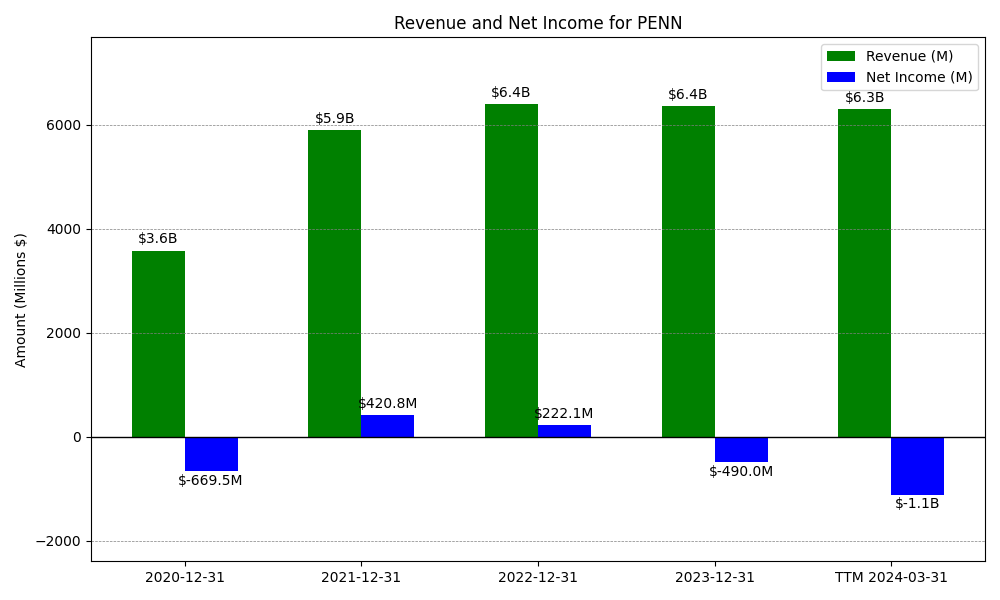 Revenue and Net Income for PENN
Revenue (M)
Net Income (M)
Amount (Millions $)
6000
4000
2000
0
−2000
$3.6B
$5.9B
$6.4B
$6.4B
$6.3B
$-669.5M
$420.8M
$222.1M
$-490.0M
$-1.1B
2020-12-31
2021-12-31
2022-12-31
2023-12-31
TTM 2024-03-31